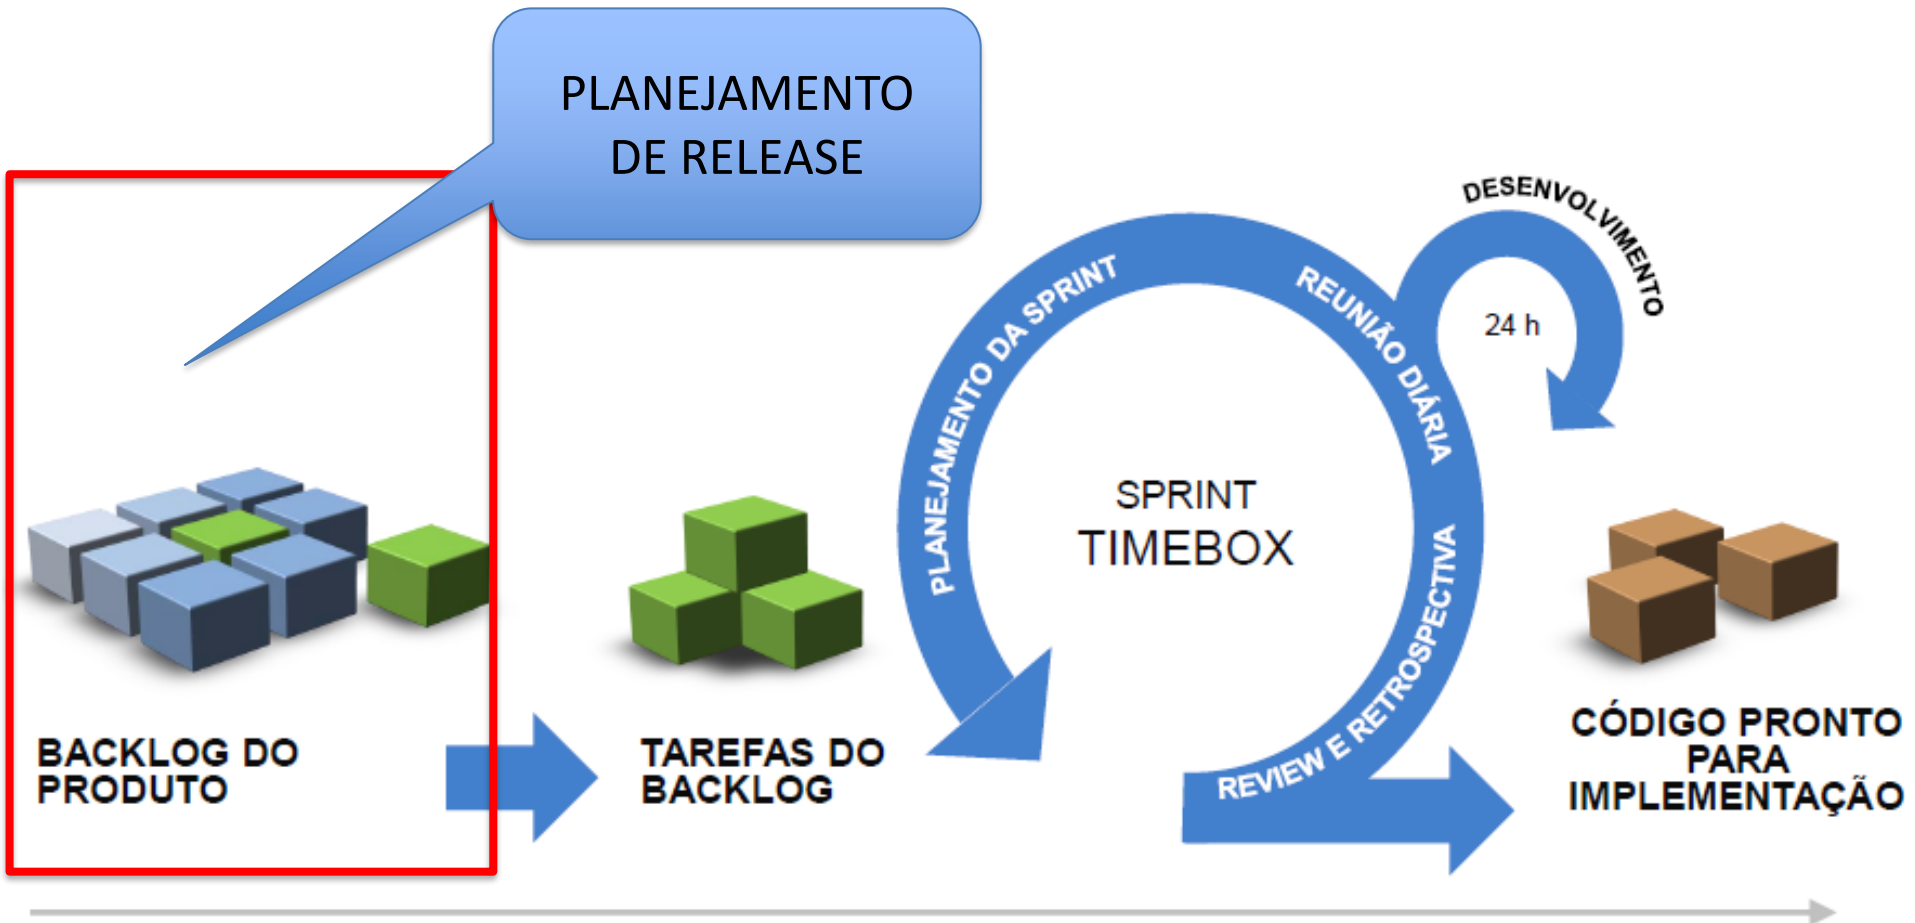 PLANEJAMENTO
DE RELEASE
DESENVOLVIMENTO
24 h
PLANEJAMENTO DA SPRINT
REUNIÃO DIÁRIA
SPRINT
TIMEBOX
REVIEW E RETROSPECTIVA
BACKLOG DO
PRODUTO
TAREFAS DO
BACKLOG
CÓDIGO PRONTO
PARA
IMPLEMENTAÇÃO